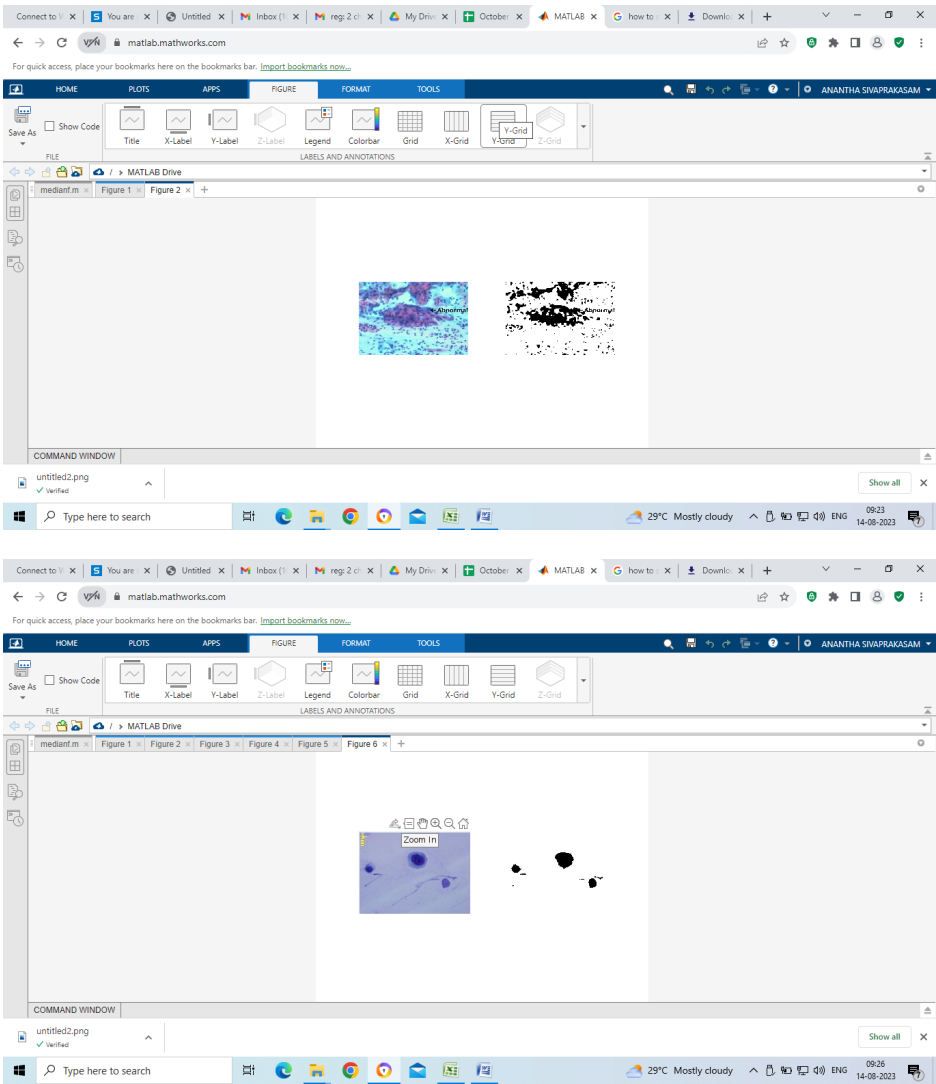 Connect to You are Untitled Inbox (1 reg: 2 ch My Drive October MATLAB how to Downlo
matlab.mathworks.com
For quick access, place your bookmarks here on the bookmarks bar. Import bookmarks now...
HOME PLOTS APPS FIGURE FORMAT TOOLS ANANTHA SIVAPRAKASAM
Save As Show Code Title X-Label Y-Label Z-Label Legend Colorbar Grid X-Grid Y-Grid Z-Grid
Y-Grid
FILE LABELS AND ANNOTATIONS
/ MATLAB Drive
medianf.m Figure 1 Figure 2
Abnormal Abnormal
COMMAND WINDOW
untitled2.png
Verified
Show all
Type here to search 29°C Mostly cloudy ENG 09:23
14-08-2023
Connect to You are Untitled Inbox (1 reg: 2 ch My Drive October MATLAB how to Downlo
matlab.mathworks.com
For quick access, place your bookmarks here on the bookmarks bar. Import bookmarks now...
HOME PLOTS APPS FIGURE FORMAT TOOLS ANANTHA SIVAPRAKASAM
Save As Show Code Title X-Label Y-Label Z-Label Legend Colorbar Grid X-Grid Y-Grid Z-Grid
FILE LABELS AND ANNOTATIONS
/ MATLAB Drive
medianf.m Figure 1 Figure 2 Figure 3 Figure 4 Figure 5 Figure 6
Zoom In
COMMAND WINDOW
untitled2.png
Verified
Show all
Type here to search 29°C Mostly cloudy ENG 09:26
14-08-2023